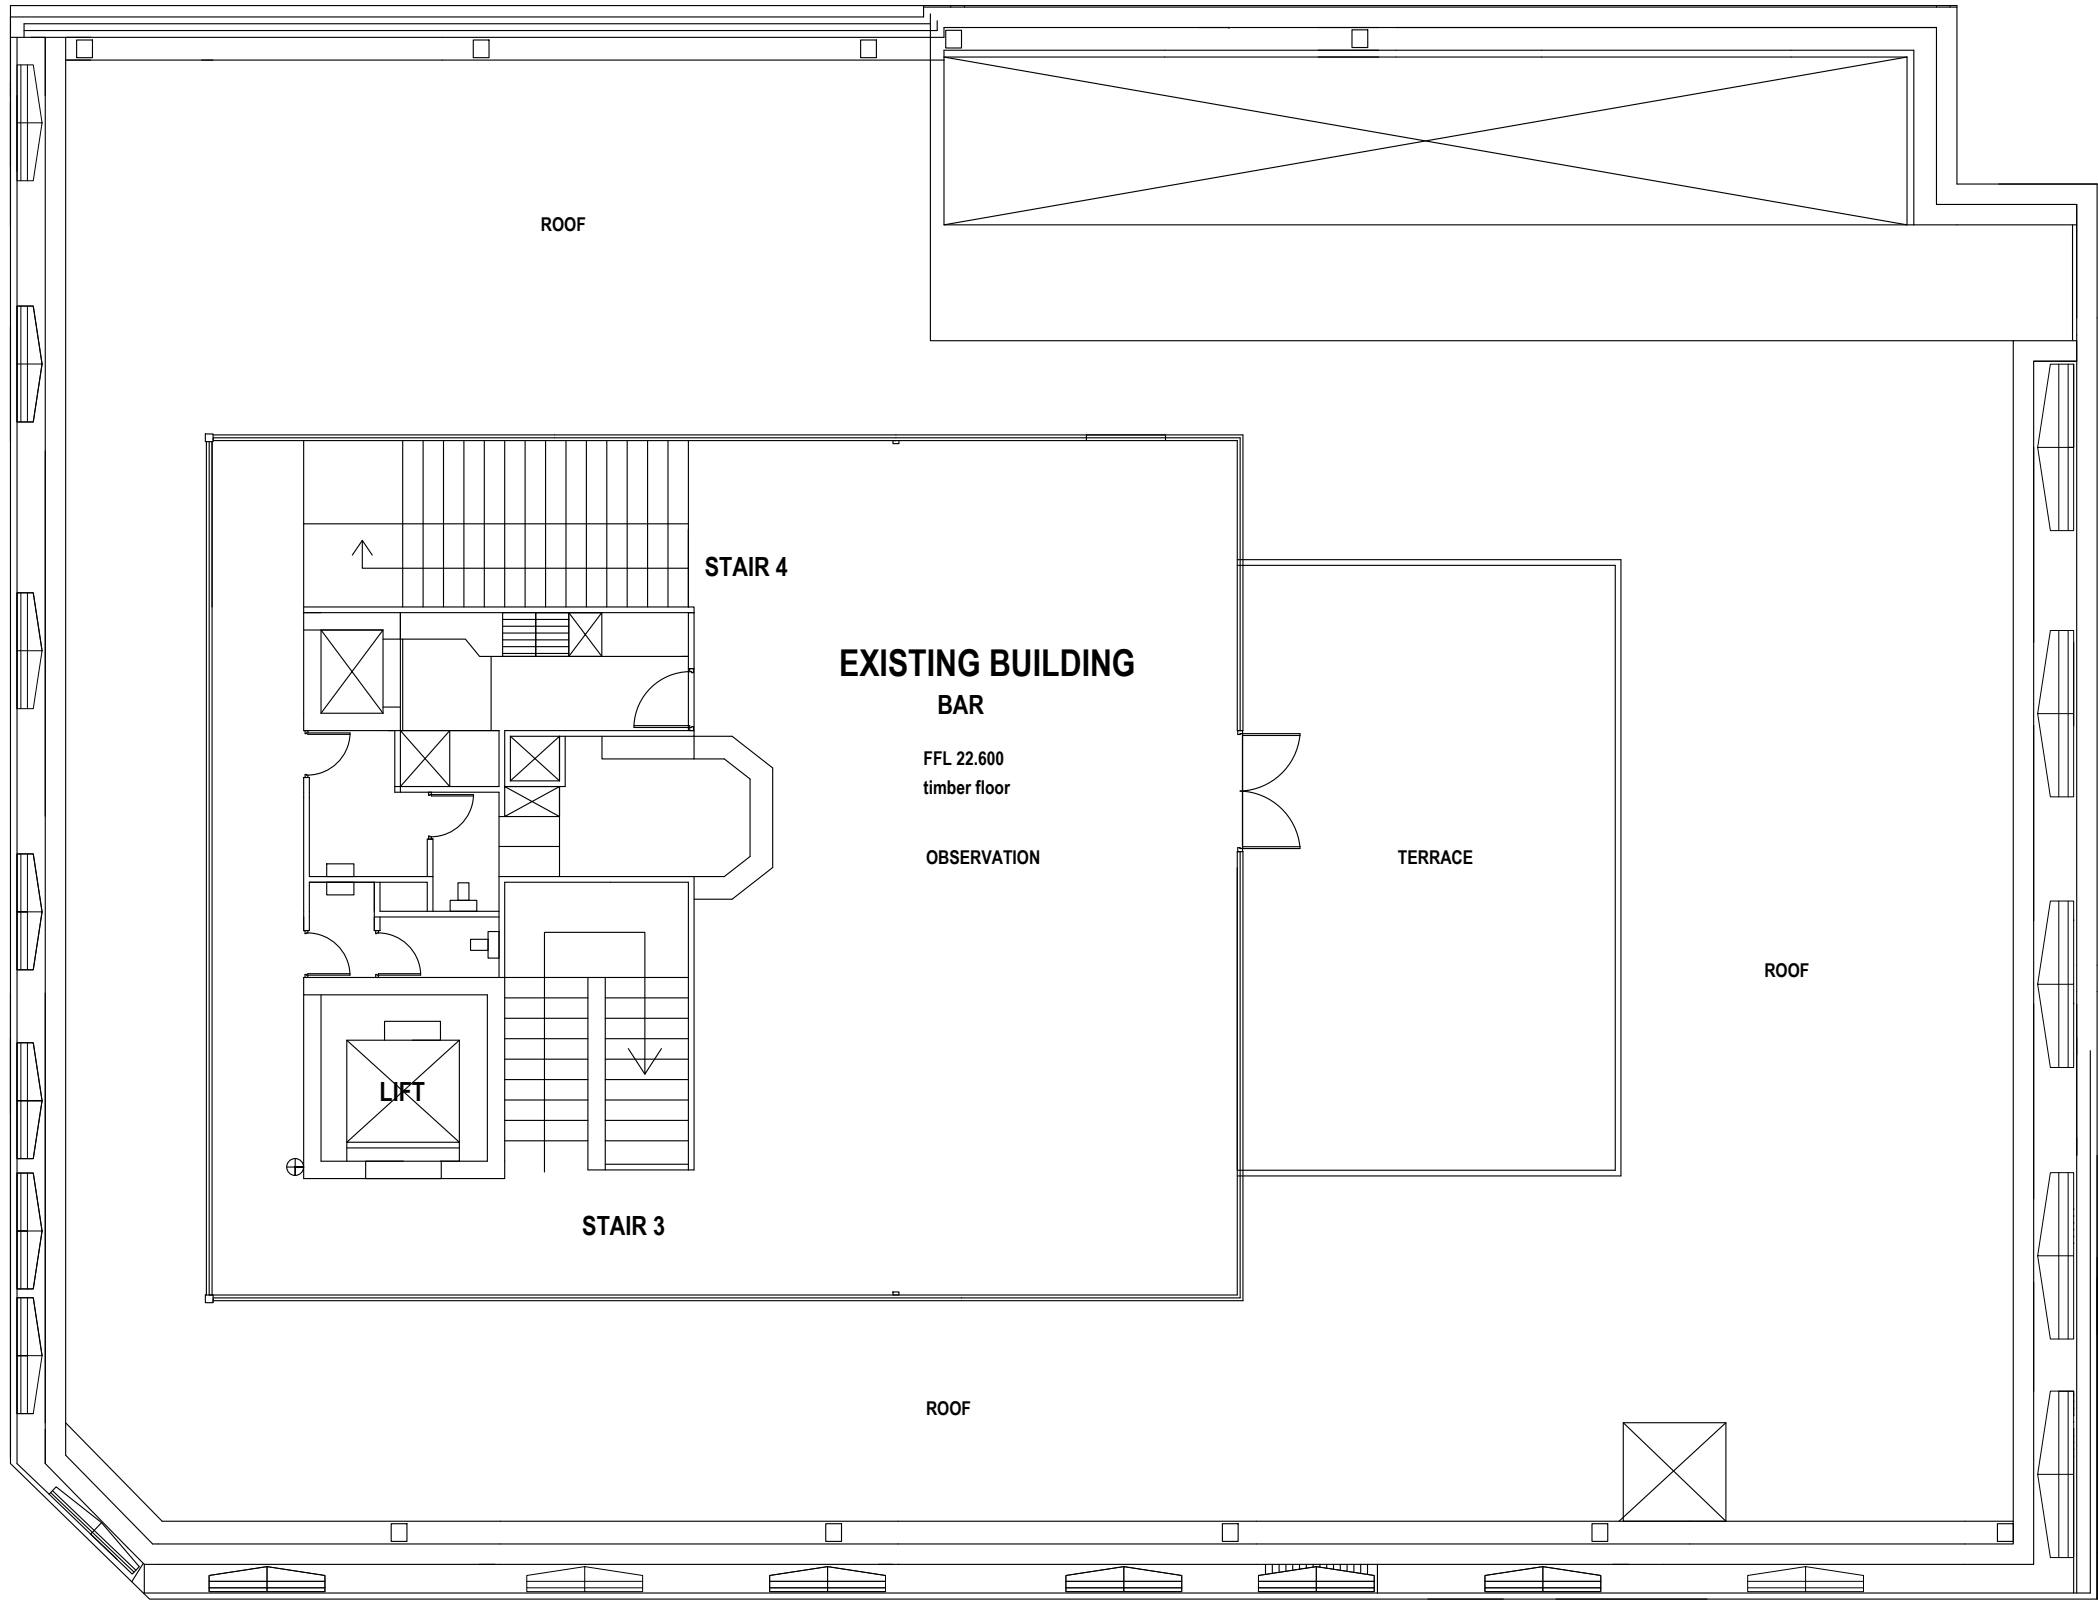 ROOF
STAIR 4
EXISTING BUILDING
BAR
FFL 22.600
timber floor
OBSERVATION
TERRACE
ROOF
LIFT
STAIR 3
ROOF